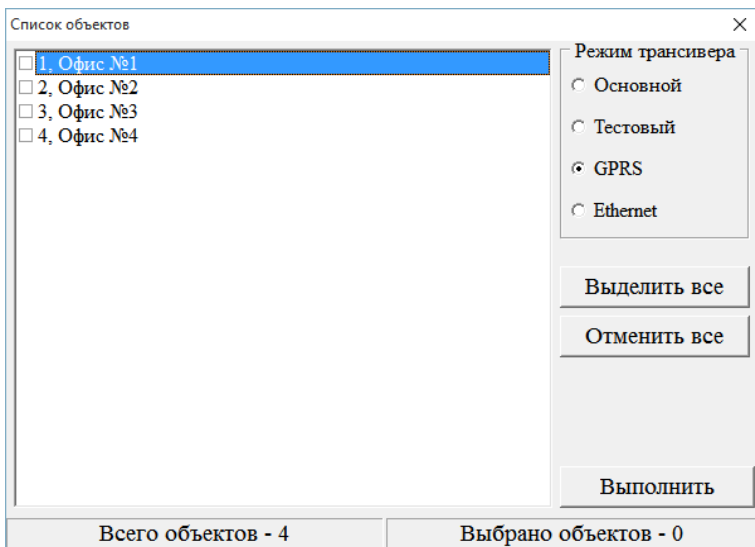 Список объектов
1, Офис №1
2, Офис №2
3, Офис №3
4, Офис №4
Режим трансивера
Основной
Тестовый
GPRS
Ethernet
Выделить все
Отменить все
Выполнить
Всего объектов - 4
Выбрано объектов - 0